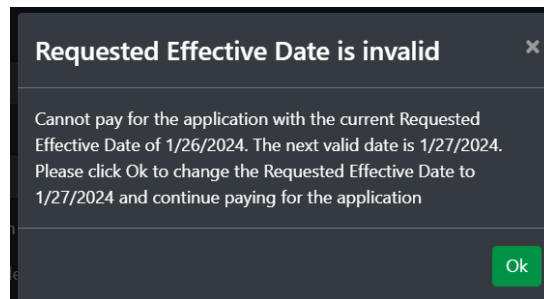 Requested Effective Date is invalid
×
Cannot pay for the application with the current Requested
Effective Date of 1/26/2024. The next valid date is 1/27/2024.
Please click Ok to change the Requested Effective Date to
1/27/2024 and continue paying for the application
Ok